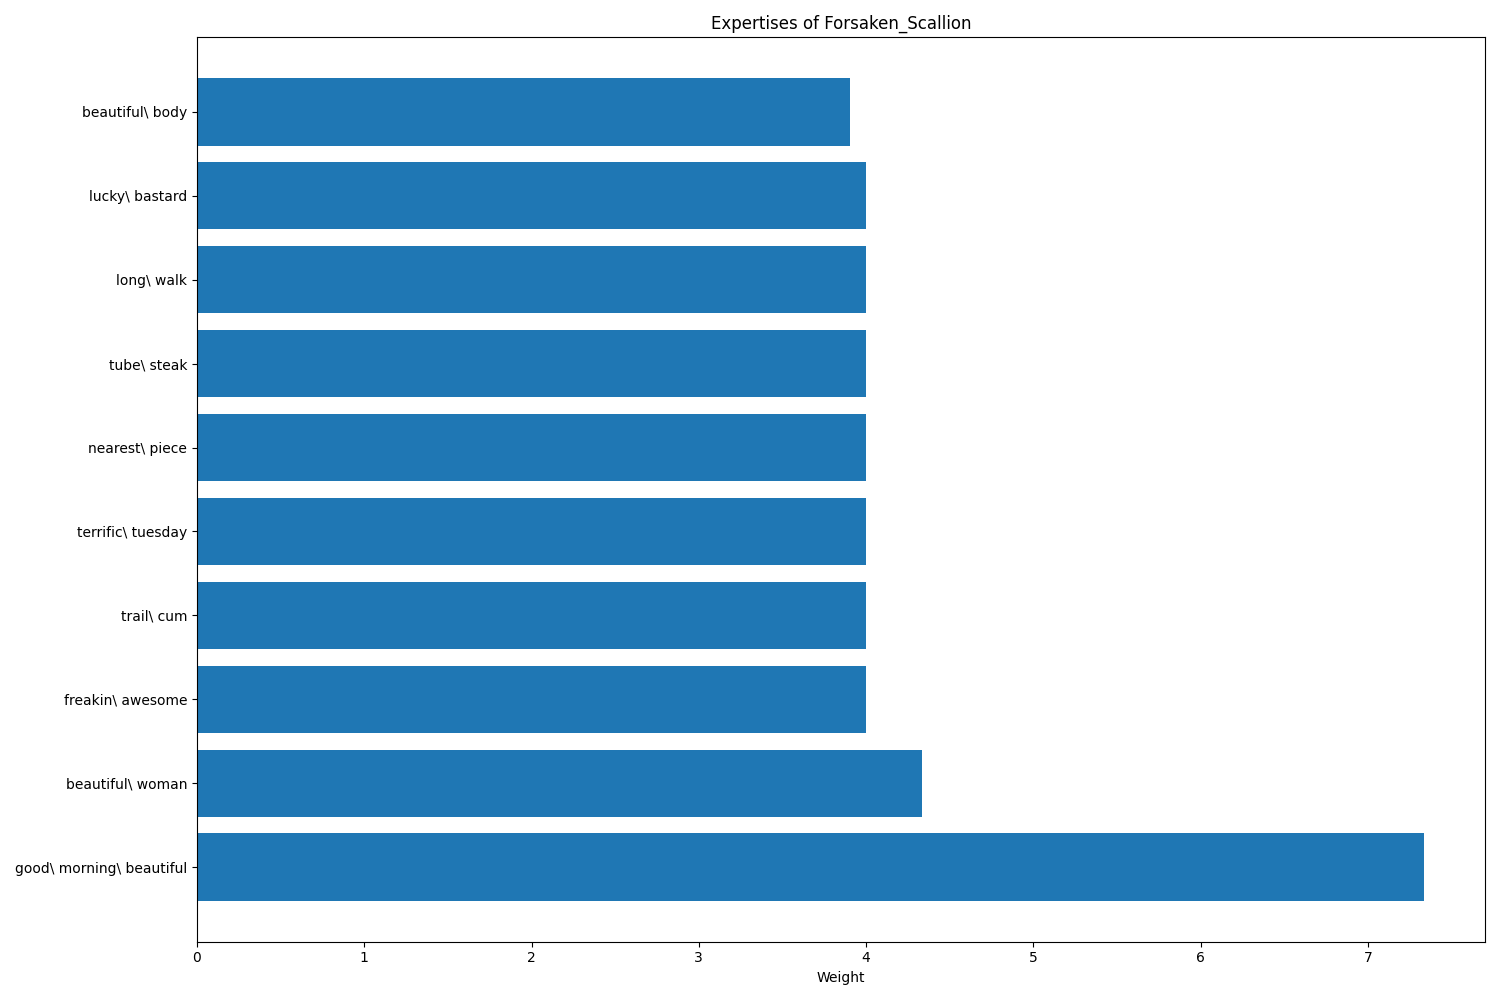 Expertises of Forsaken_Scallion
beautiful\ body
lucky\ bastard
long\ walk
tube\ steak
nearest\ piece
terrific\ tuesday
trail\ cum
freakin\ awesome
beautiful\ woman
good\ morning\ beautiful
0 1 2 3 4 5 6 7
Weight